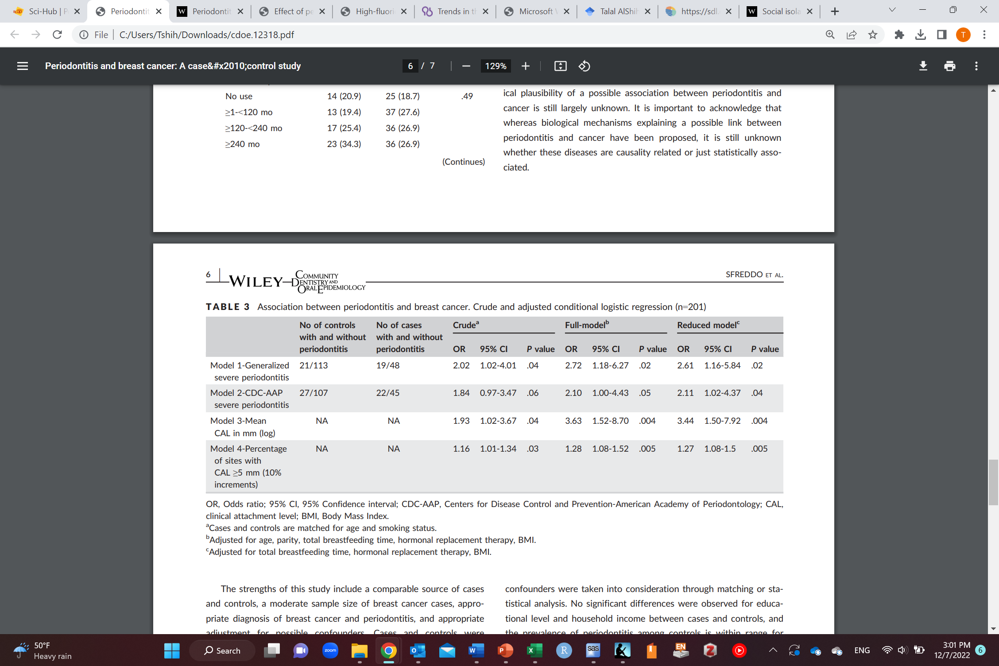 Sci-Hub | P
Periodontit
Periodontit
Effect of pe
High-fluori
Trends in th
Microsoft
Talal AlShih
https://sdl.
Social isola
File
C:/Users/Tshih/Downloads/cdoe.12318.pdf
T
Periodontitis and breast cancer: A case&#x2010;control study
6 / 7
129%
No use 14 (20.9) 25 (18.7) .49
≥1-<120 mo 13 (19.4) 37 (27.6)
≥120-<240 mo 17 (25.4) 36 (26.9)
≥240 mo 23 (34.3) 36 (26.9)
(Continues)
ical plausibility of a possible association between periodontitis and
cancer is still largely unknown. It is important to acknowledge that
whereas biological mechanisms explaining a possible link between
periodontitis and cancer have been proposed, it is still unknown
whether these diseases are causality related or just statistically asso-
ciated.
6
WILEY
COMMUNITY
DENTISTRY AND
ORAL EPIDEMIOLOGY
SFREDDO ET AL.
TABLE 3 Association between periodontitis and breast cancer. Crude and adjusted conditional logistic regression (n=201)
No of controls with and without periodontitis
No of cases with and without periodontitis
Crudeᵃ Full-modelᵇ Reduced modelᶜ
OR 95% CI P value OR 95% CI P value OR 95% CI P value
Model 1-Generalized 21/113 19/48 2.02 1.02-4.01 .04 2.72 1.18-6.27 .02 2.61 1.16-5.84 .02
severe periodontitis
Model 2-CDC-AAP 27/107 22/45 1.84 0.97-3.47 .06 2.10 1.00-4.43 .05 2.11 1.02-4.37 .04
severe periodontitis
Model 3-Mean NA NA 1.93 1.02-3.67 .04 3.63 1.52-8.70 .004 3.44 1.50-7.92 .004
CAL in mm (log)
Model 4-Percentage NA NA 1.16 1.01-1.34 .03 1.28 1.08-1.52 .005 1.27 1.08-1.5 .005
of sites with
CAL ≥5 mm (10%
increments)
OR, Odds ratio; 95% CI, 95% Confidence interval; CDC-AAP, Centers for Disease Control and Prevention-American Academy of Periodontology; CAL,
clinical attachment level; BMI, Body Mass Index.
ᵃCases and controls are matched for age and smoking status.
ᵇAdjusted for age, parity, total breastfeeding time, hormonal replacement therapy, BMI.
ᶜAdjusted for total breastfeeding time, hormonal replacement therapy, BMI.
The strengths of this study include a comparable source of cases
and controls, a moderate sample size of breast cancer cases, appro-
priate diagnosis of breast cancer and periodontitis, and appropriate
adjustment for possible confounders. Cases and controls were
confounders were taken into consideration through matching or sta-
tistical analysis. No significant differences were observed for educa-
tional level and household income between cases and controls, and
the prevalence of periodontitis among controls is within range for
50°F
Heavy rain
Search
zoom
sas
EN
ENG
3:01 PM
12/7/2022
6